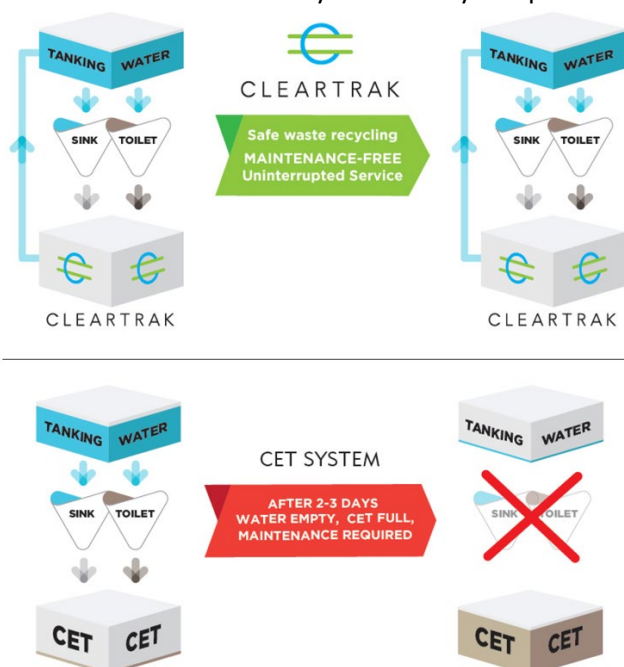 TANKING WATER
SINK TOILET
CLEARTRAK
CLEARTRAK
Safe waste recycling
MAINTENANCE-FREE
Uninterrupted Service
TANKING WATER
SINK TOILET
CLEARTRAK
TANKING WATER
SINK TOILET
CET CET
CET SYSTEM
AFTER 2-3 DAYS
WATER EMPTY, CET FULL,
MAINTENANCE REQUIRED
TANKING WATER
SINK TOILET
CET CET